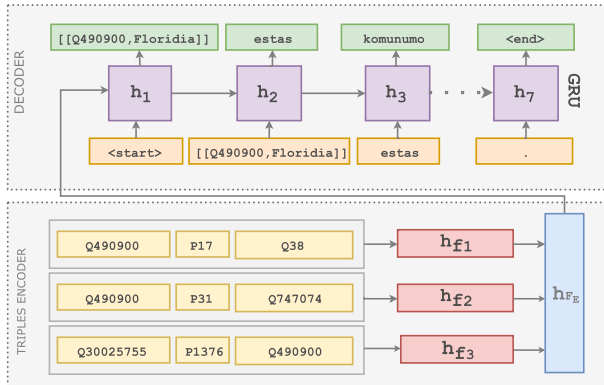 DECODER
[[Q490900,Floridia]] estas komunumo <end>
h1 h2 h3 h7 GRU
<start> [[Q490900,Floridia]] estas .
TRIPLES ENCODER
Q490900 P17 Q38 hf1
Q490900 P31 Q747074 hf2 hFE
Q30025755 P1376 Q490900 hf3